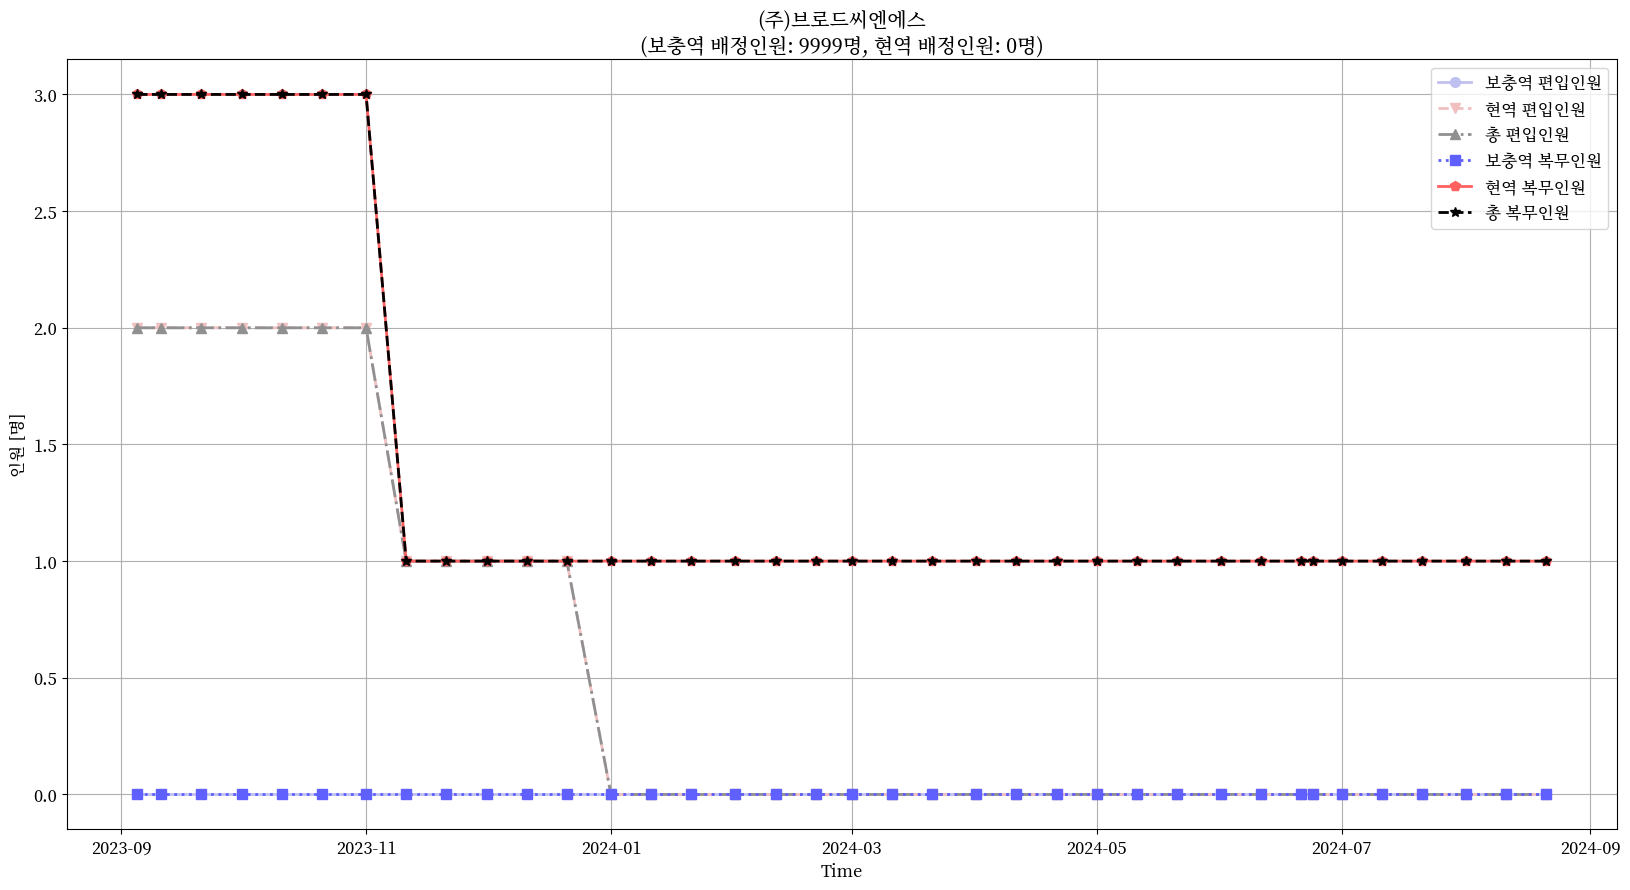 (주)브로드씨엔에스
(보충역 배정인원: 9999명, 현역 배정인원: 0명)
보충역 편입인원
현역 편입인원
총 편입인원
보충역 복무인원
현역 복무인원
총 복무인원
인원 [명]
3.0
2.5
2.0
1.5
1.0
0.5
0.0
2023-09
2023-11
2024-01
2024-03
2024-05
2024-07
2024-09
Time